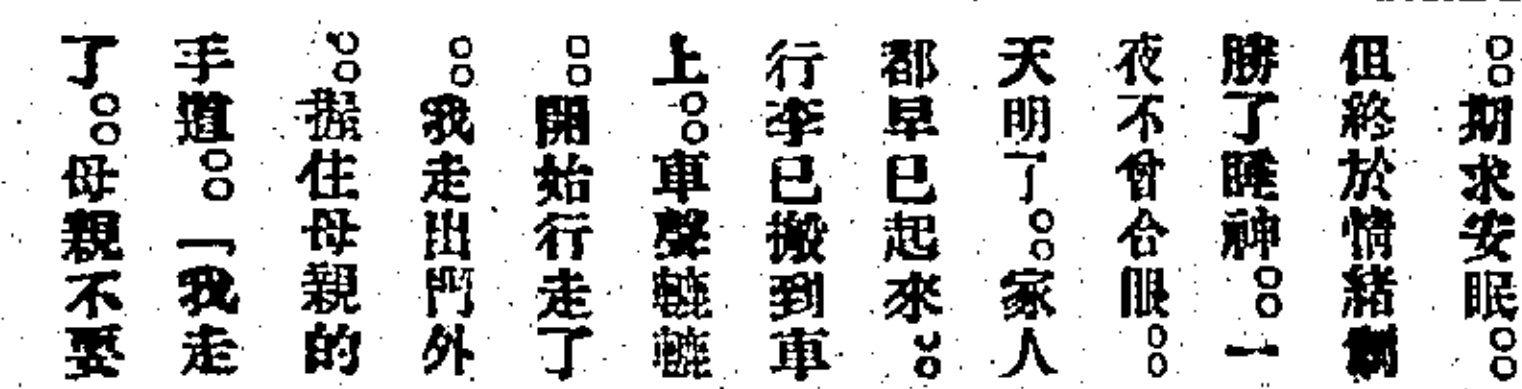 。。期求安眠。。
但終於情緒
勝了睡神。。一
夜不曾合眼。。
天明了。。家人
都早已起來。。
行李已搬到車
上。。車聲轆轆
。。開始行走了
。。我走出門外
。。握住母親的
手道。。「我走
了。。母親不要